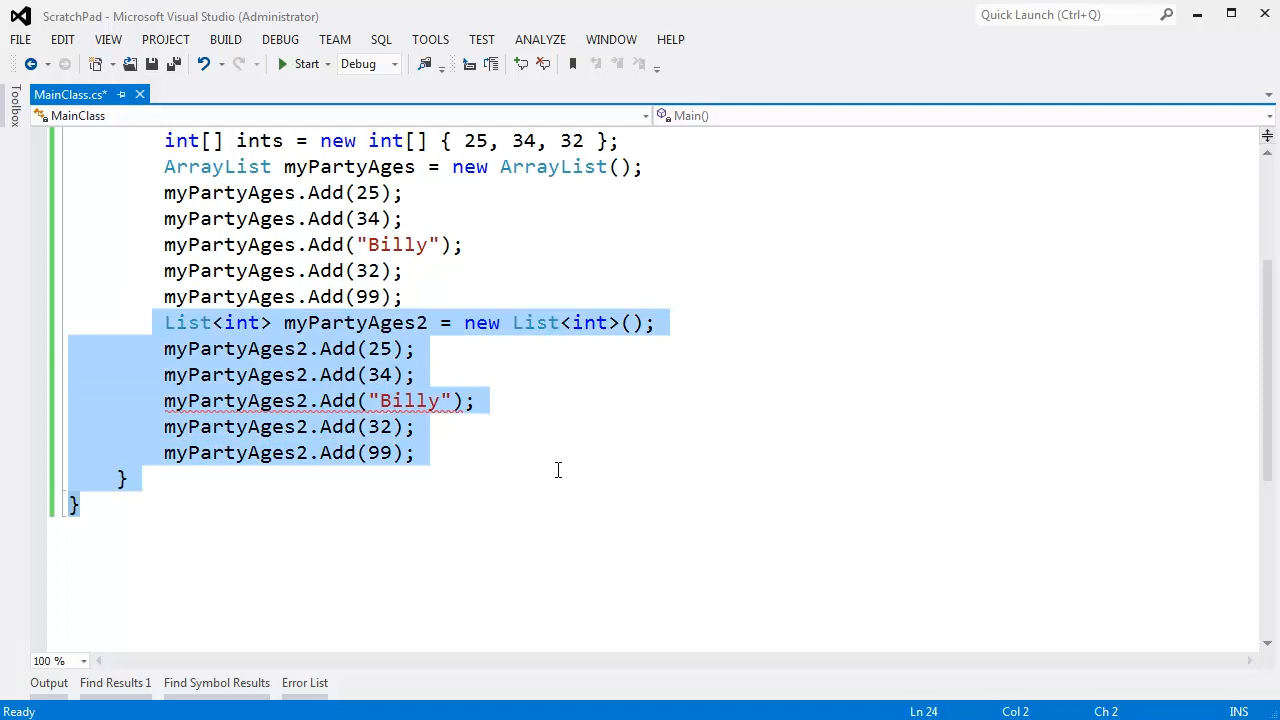 ScratchPad - Microsoft Visual Studio (Administrator)
Quick Launch (Ctrl+Q)
FILE EDIT VIEW PROJECT BUILD DEBUG TEAM SQL TOOLS TEST ANALYZE WINDOW HELP
Start Debug
Toolbox
MainClass.cs*
MainClass Main()
int[] ints = new int[] { 25, 34, 32 };
ArrayList myPartyAges = new ArrayList();
myPartyAges.Add(25);
myPartyAges.Add(34);
myPartyAges.Add("Billy");
myPartyAges.Add(32);
myPartyAges.Add(99);
List<int> myPartyAges2 = new List<int>();
myPartyAges2.Add(25);
myPartyAges2.Add(34);
myPartyAges2.Add("Billy");
myPartyAges2.Add(32);
myPartyAges2.Add(99);
}
}
100 %
Output Find Results 1 Find Symbol Results Error List
Ready Ln 24 Col 2 Ch 2 INS